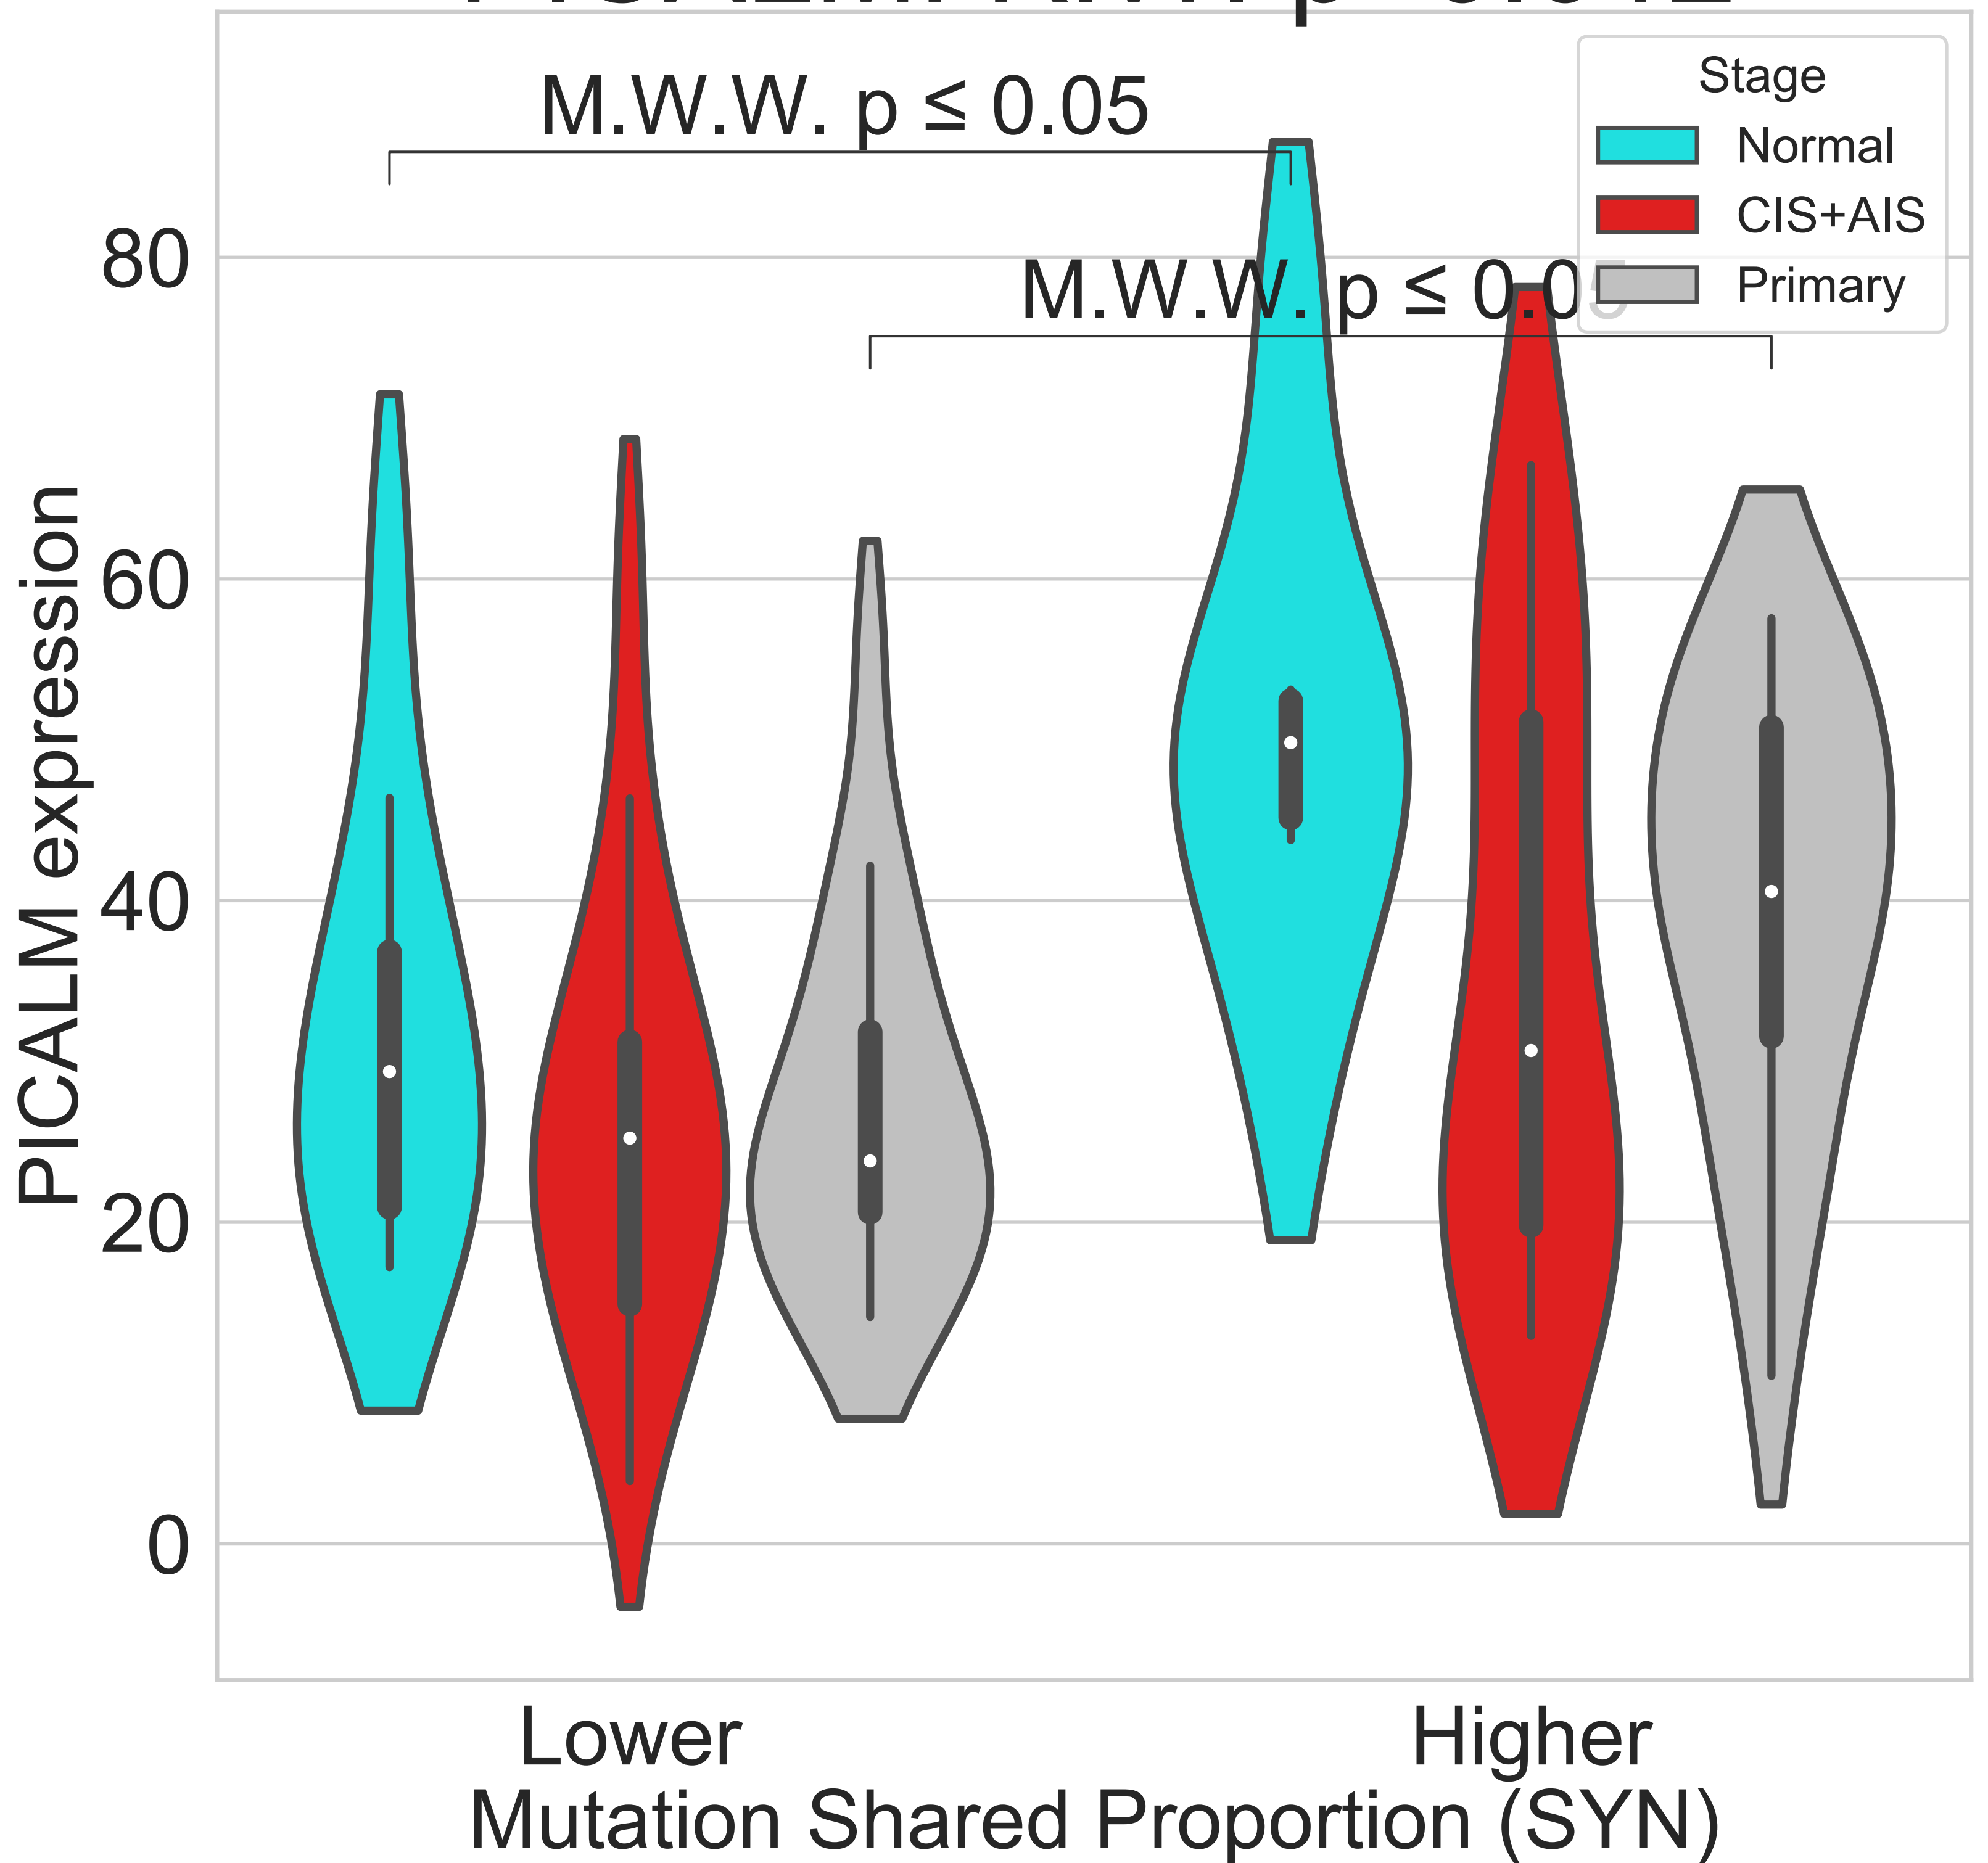 M.W.W. p ≤ 0.05
Stage
Normal
CIS+AIS
Primary
M.W.W. p ≤ 0.05
80
60
40
20
0
PICALM expression
Lower
Higher
Mutation Shared Proportion (SYN)